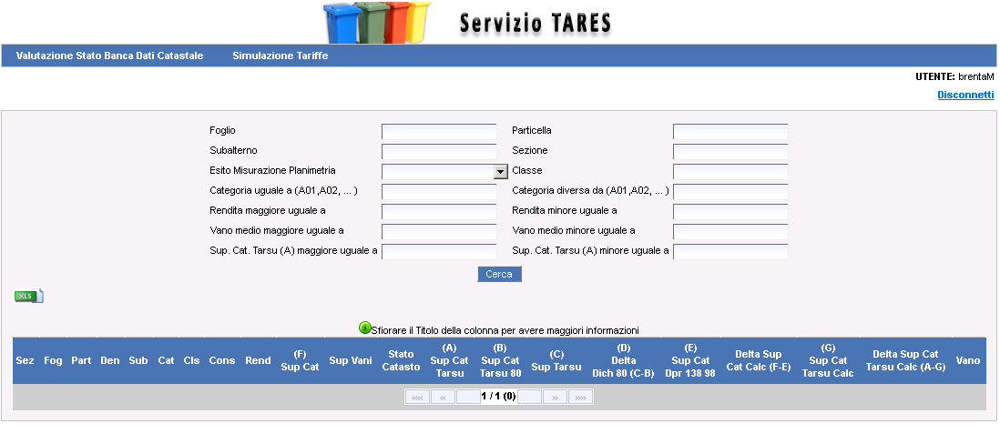 Servizio TARES
Valutazione Stato Banca Dati Catastale Simulazione Tariffe
UTENTE: brentaM
Disconnetti
Foglio Particella
Subalterno Sezione
Esito Misurazione Planimetria Classe
Categoria uguale a (A01,A02, ... ) Categoria diversa da (A01,A02, ... )
Rendita maggiore uguale a Rendita minore uguale a
Vano medio maggiore uguale a Vano medio minore uguale a
Sup. Cat. Tarsu (A) maggiore uguale a Sup. Cat. Tarsu (A) minore uguale a
Cerca
XLS
Sfiorare il Titolo della colonna per avere maggiori informazioni
Sez Fog Part Den Sub Cat Cls Cons Rend (F) Sup Cat Sup Vani Stato Catasto (A) Sup Cat Tarsu (B) Sup Cat Tarsu 80 (C) Sup Tarsu (D) Delta Dich 80 (C-B) (E) Sup Cat Dpr 138 98 Delta Sup Cat Calc (F-E) (G) Sup Cat Tarsu Calc Delta Sup Cat Tarsu Calc (A-G) Vano
«« « 1 / 1 (0) » »»